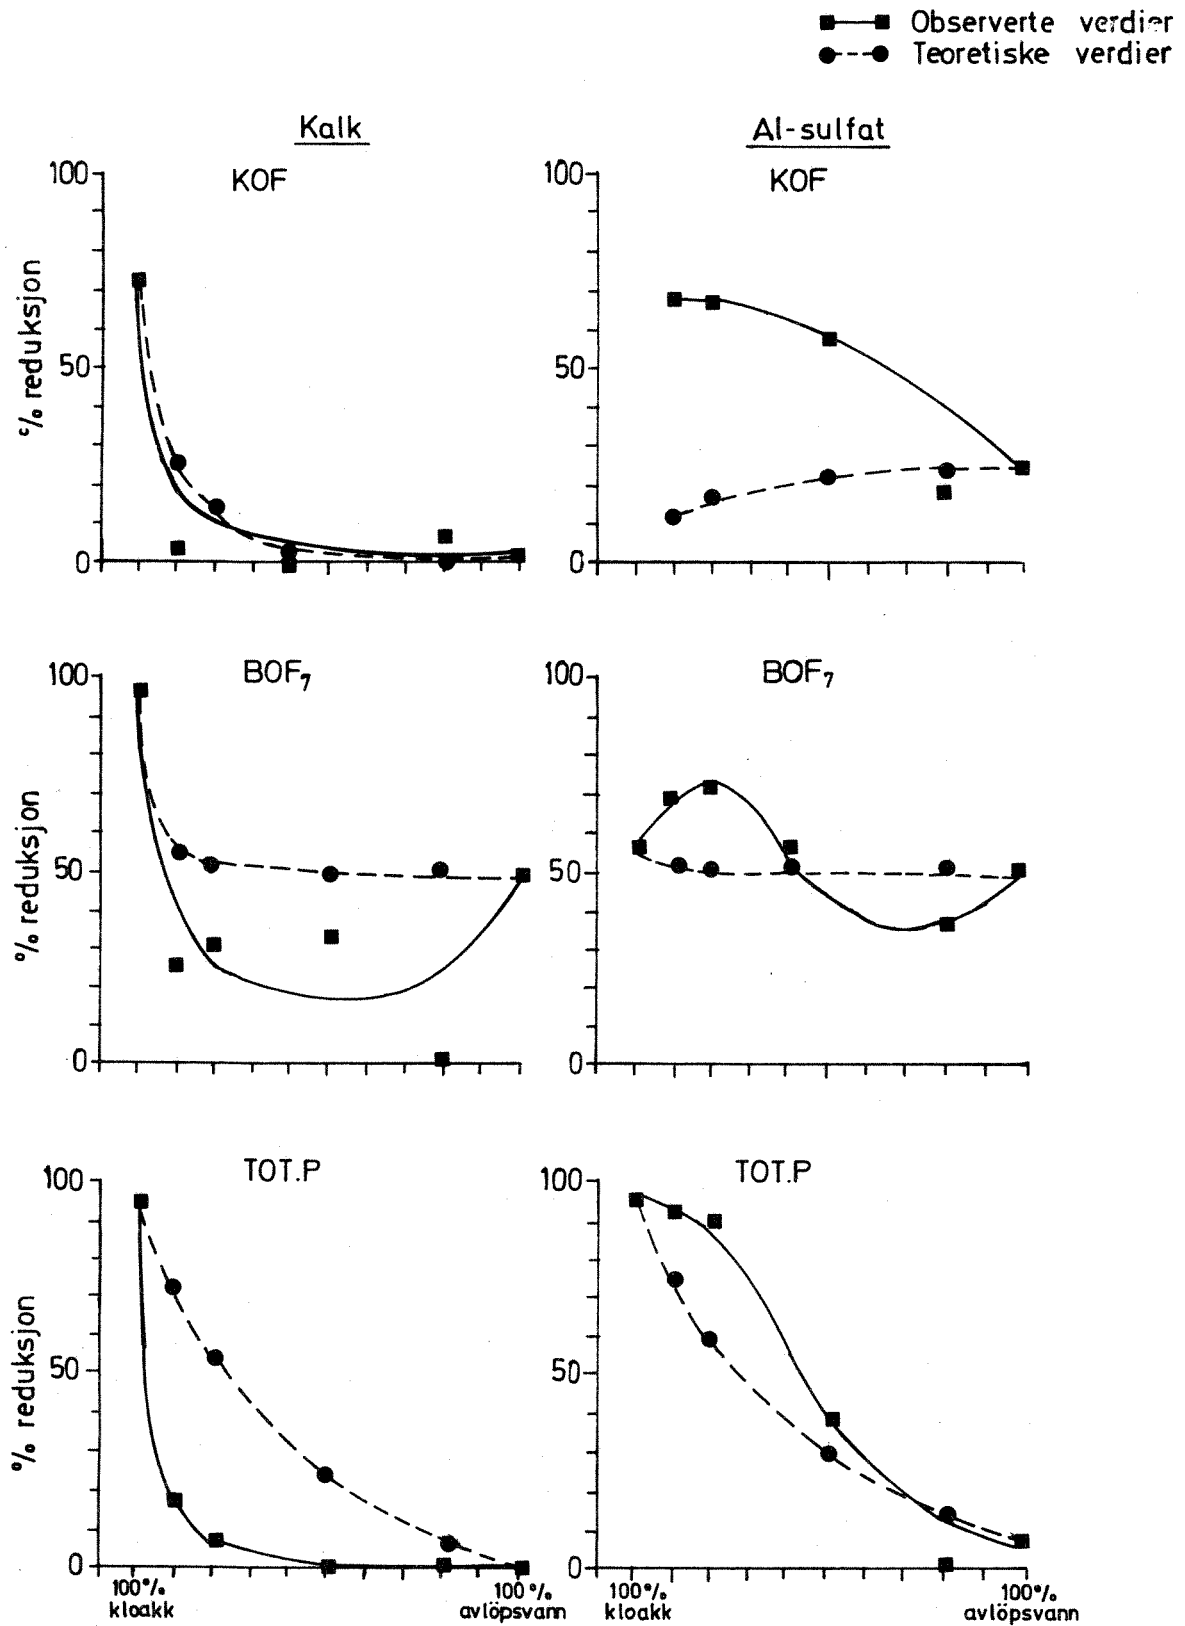 Observerte verdier
Teoretiske verdier
Kalk
Al-sulfat
KOF
KOF
100
50
0
% reduksjon
100
50
0
BOF₇
BOF₇
100
50
0
% reduksjon
100
50
0
TOT.P
TOT.P
100
50
0
% reduksjon
100
50
0
100%
kloakk
100%
avlöpsvann
100%
kloakk
100%
avlöpsvann